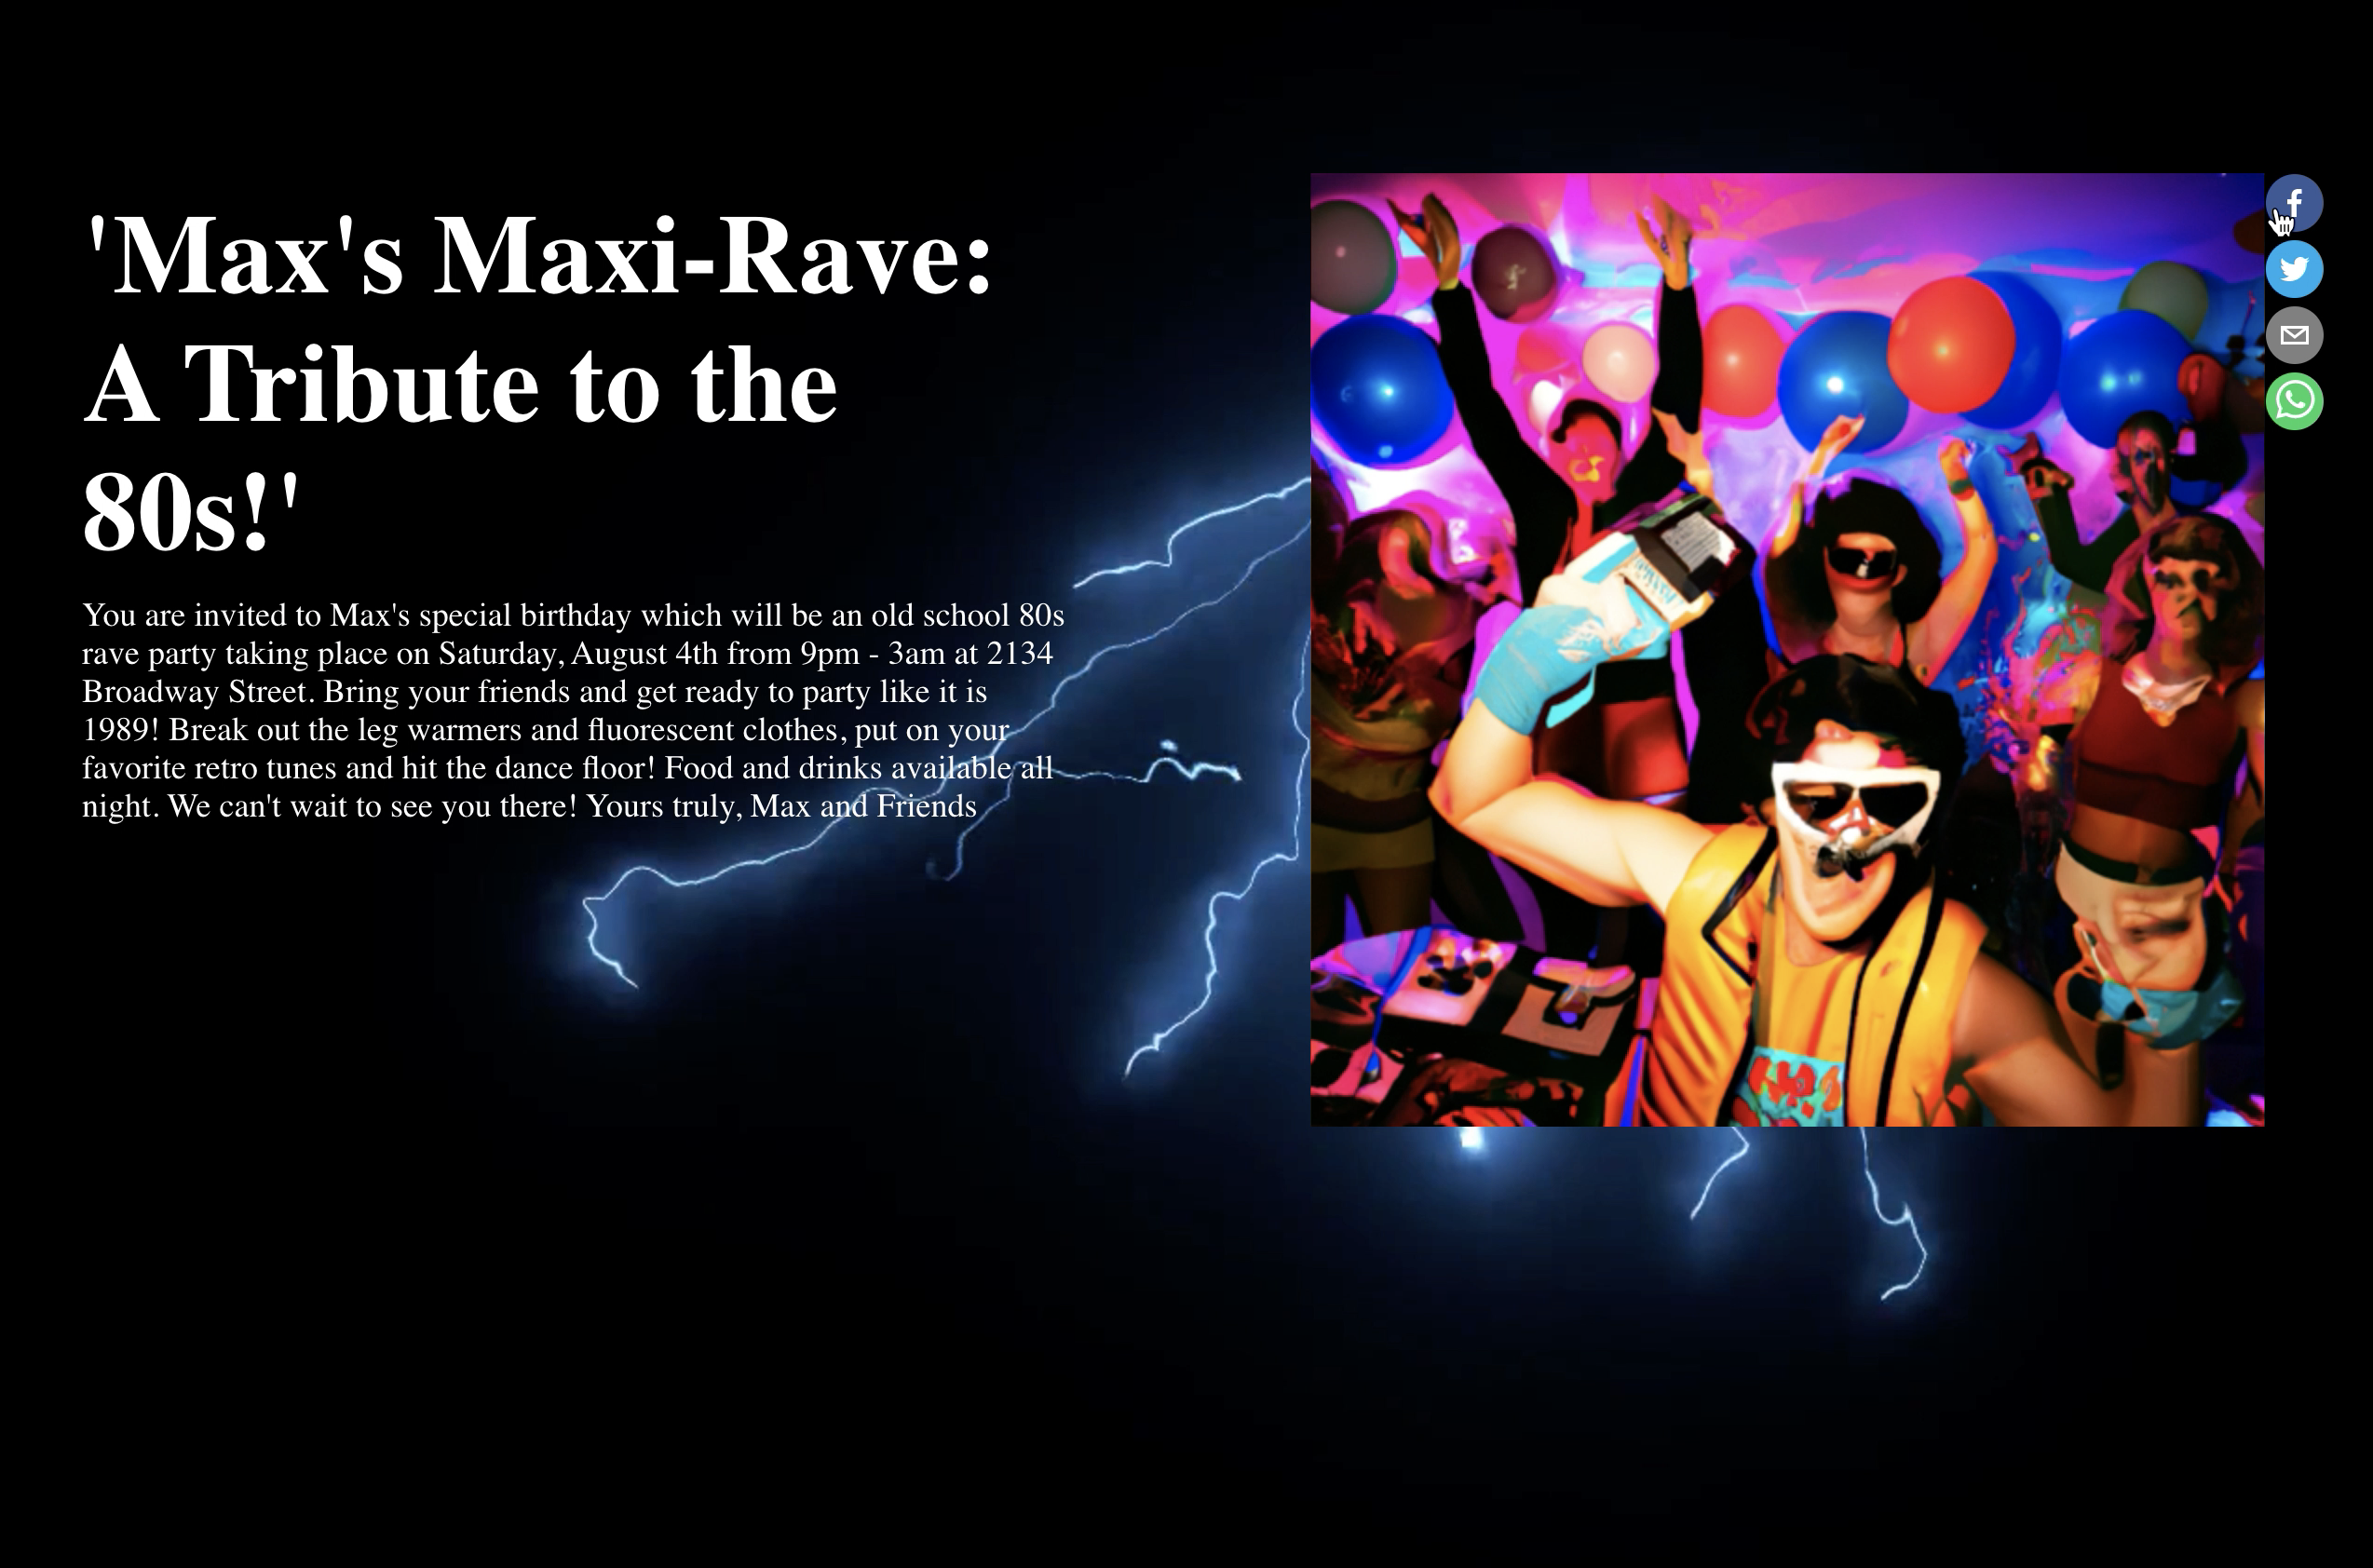 'Max's Maxi-Rave:
A Tribute to the
80s!'
You are invited to Max's special birthday which will be an old school 80s
rave party taking place on Saturday, August 4th from 9pm - 3am at 2134
Broadway Street. Bring your friends and get ready to party like it is
1989! Break out the leg warmers and fluorescent clothes, put on your
favorite retro tunes and hit the dance floor! Food and drinks available all
night. We can't wait to see you there! Yours truly, Max and Friends